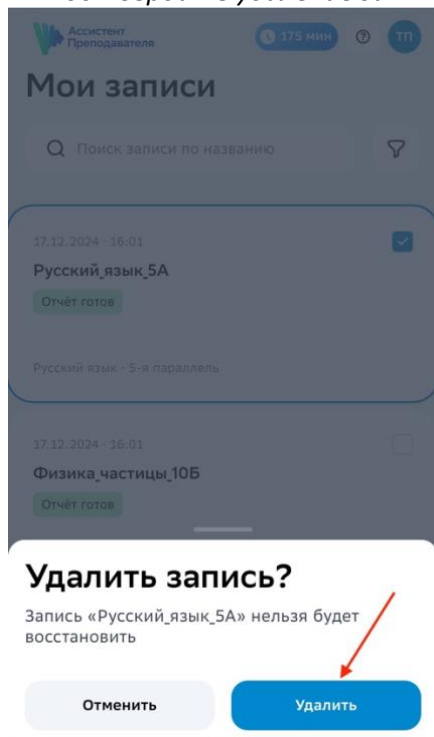 Ассистент
Преподавателя
175 мин
ТП
Мои записи
Поиск записи по названию
17.12.2024 · 16:01
Русский_язык_5А
Отчёт готов
Русский язык · 5-я параллель
17.12.2024 · 16:01
Физика_частицы_10Б
Отчёт готов
Удалить запись?
Запись «Русский_язык_5А» нельзя будет
восстановить
Отменить
Удалить